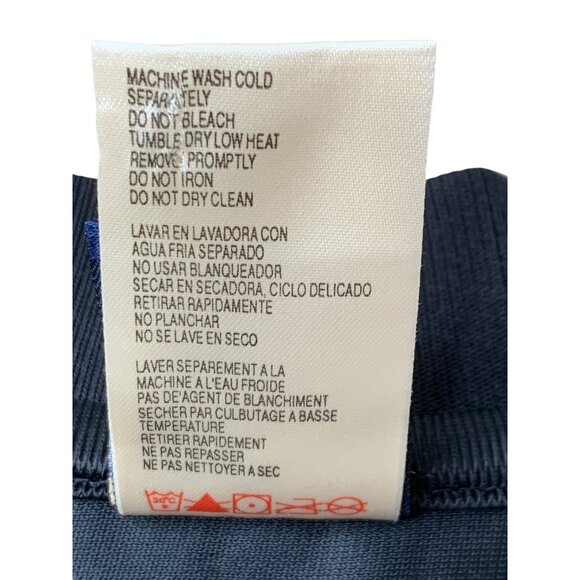 MACHINE WASH COLD
SEPARATELY
DO NOT BLEACH
TUMBLE DRY LOW HEAT
REMOVE PROMPTLY
DO NOT IRON
DO NOT DRY CLEAN
LAVAR EN LAVADORA CON
AGUA FRIA SEPARADO
NO USAR BLANQUEADOR
SECAR EN SECADORA, CICLO DELICADO
RETIRAR RAPIDAMENTE
NO PLANCHAR
NO SE LAVE EN SECO
LAVER SEPAREMENT A LA
MACHINE À L'EAU FROIDE
PAS D'AGENT DE BLANCHIMENT
SECHER PAR CULBUTAGE A BASSE
TEMPERATURE
RETIRER RAPIDEMENT
NE PAS REPASSER
NE PAS NETTOYER A SEC
30°C